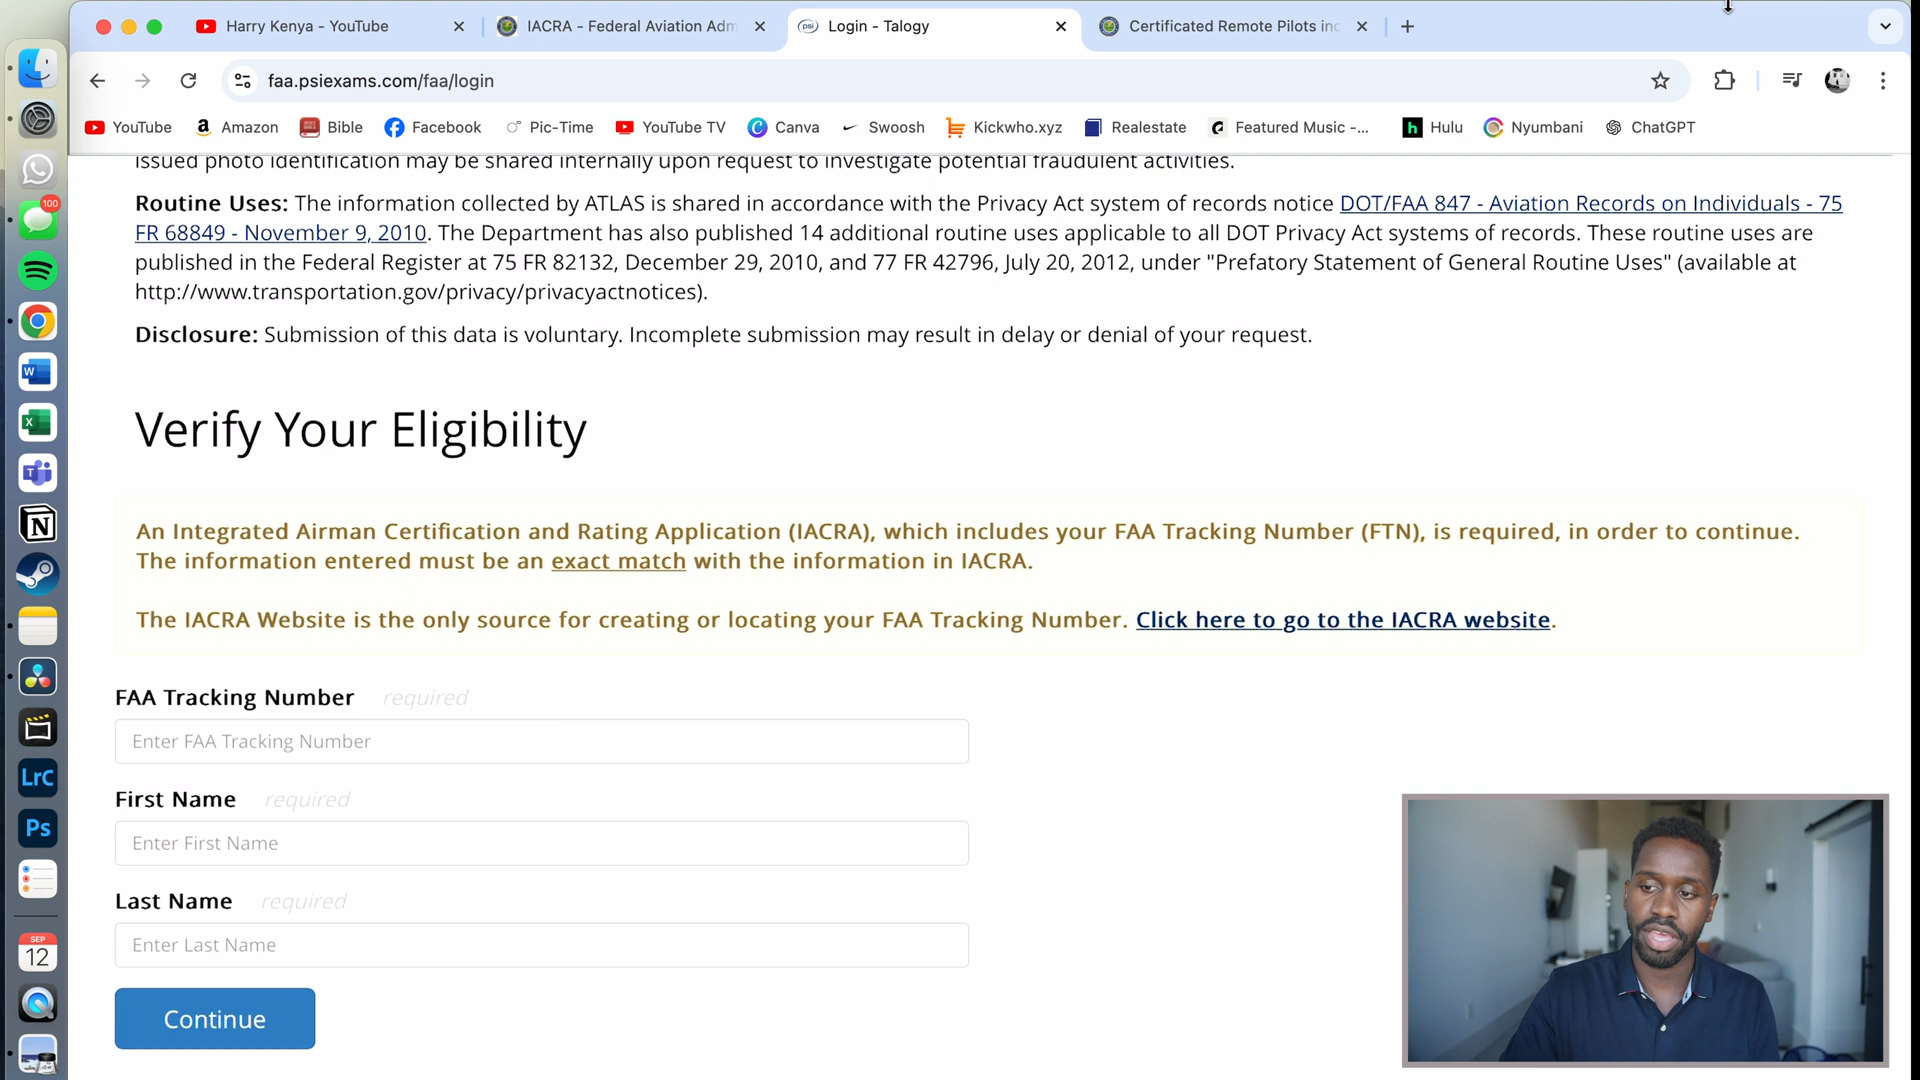 Harry Kenya - YouTube
IACRA - Federal Aviation Adm
psi Login - Talogy
Certificated Remote Pilots inc
faa.psiexams.com/faa/login
YouTube
Amazon
Bible
Facebook
Pic-Time
YouTube TV
Canva
Swoosh
Kickwho.xyz
Realestate
Featured Music -...
h Hulu
Nyumbani
ChatGPT
issued photo identification may be shared internally upon request to investigate potential fraudulent activities.
Routine Uses: The information collected by ATLAS is shared in accordance with the Privacy Act system of records notice DOT/FAA 847 - Aviation Records on Individuals - 75
FR 68849 - November 9, 2010. The Department has also published 14 additional routine uses applicable to all DOT Privacy Act systems of records. These routine uses are
published in the Federal Register at 75 FR 82132, December 29, 2010, and 77 FR 42796, July 20, 2012, under "Prefatory Statement of General Routine Uses" (available at
http://www.transportation.gov/privacy/privacyactnotices).
Disclosure: Submission of this data is voluntary. Incomplete submission may result in delay or denial of your request.
Verify Your Eligibility
An Integrated Airman Certification and Rating Application (IACRA), which includes your FAA Tracking Number (FTN), is required, in order to continue.
The information entered must be an exact match with the information in IACRA.
The IACRA Website is the only source for creating or locating your FAA Tracking Number. Click here to go to the IACRA website.
FAA Tracking Number required
Enter FAA Tracking Number
First Name required
Enter First Name
Last Name required
Enter Last Name
Continue
100
W
X
T
N
LrC
Ps
SEP
12